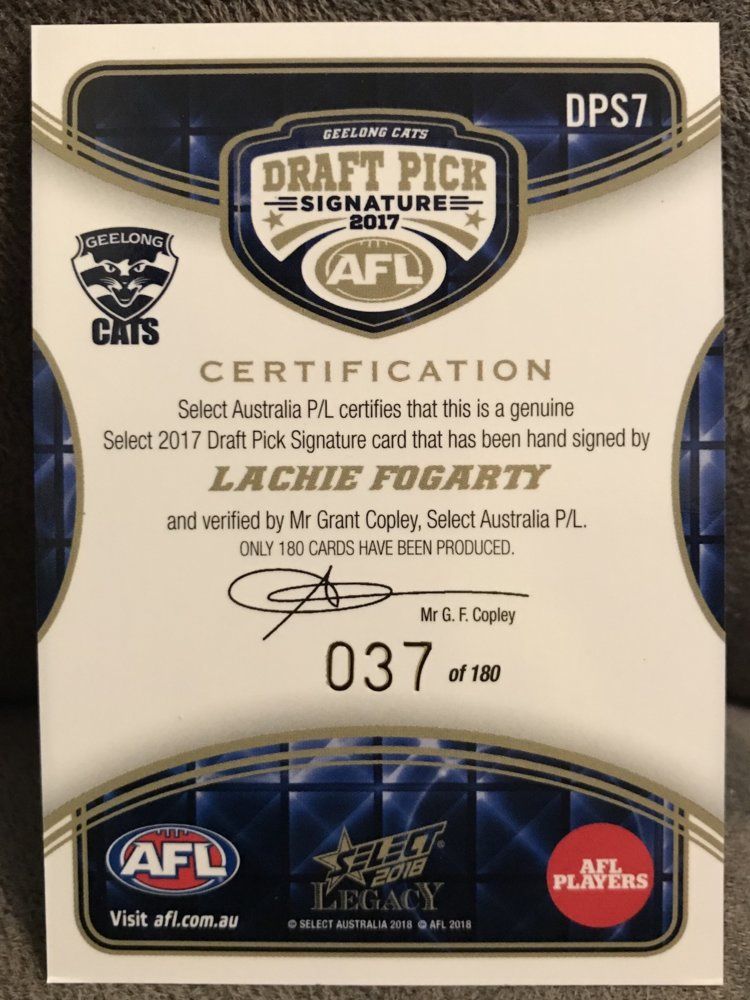 DPS7
GEELONG CATS
DRAFT PICK
SIGNATURE
2017
AFL
GEELONG
CATS
CERTIFICATION
Select Australia P/L certifies that this is a genuine
Select 2017 Draft Pick Signature card that has been hand signed by
LACHIE FOGARTY
and verified by Mr Grant Copley, Select Australia P/L.
ONLY 180 CARDS HAVE BEEN PRODUCED.
Mr G. F. Copley
037 of 180
AFL
Visit afl.com.au
SELECT
2018
LEGACY
© SELECT AUSTRALIA 2018 © AFL 2018
AFL
PLAYERS